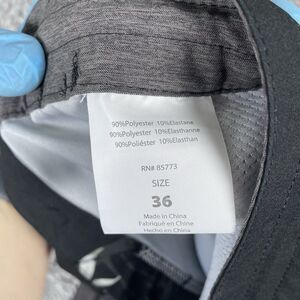 90%Polyester 10%Elastane
90%Polyester 10%Elasthanne
90%Poliéster 10%Elasthan
RN# 85773
SIZE
36
Made in China
Fabriqué en Chine
Hecho en China